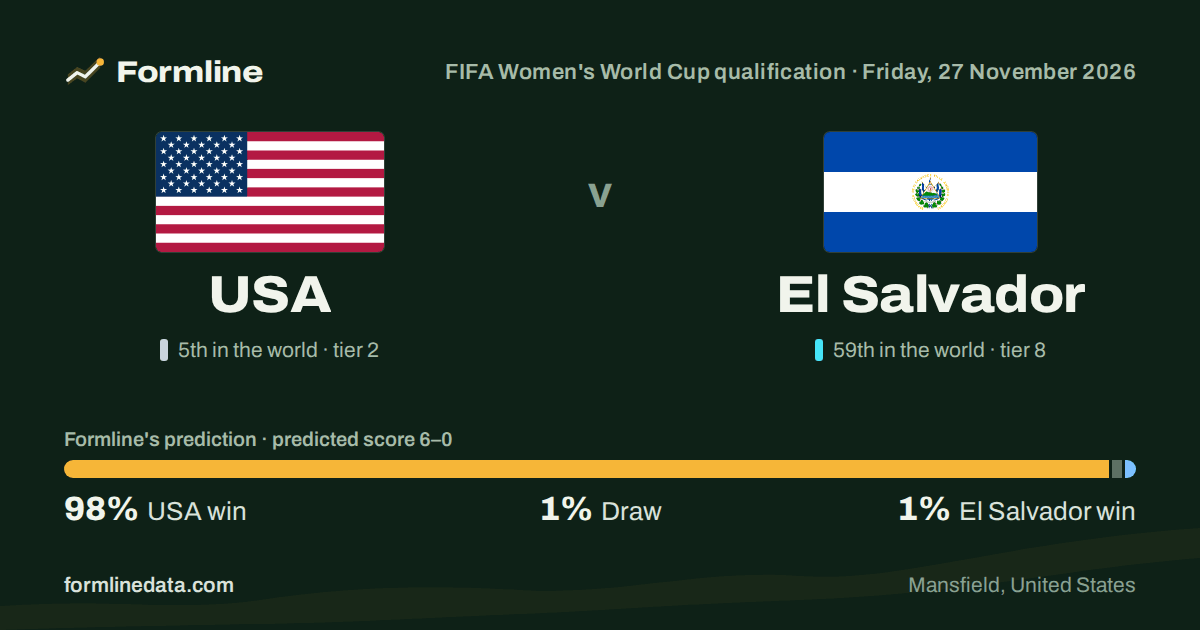 Formline
FIFA Women's World Cup qualification · Friday, 27 November 2026
V
USA
El Salvador
5th in the world · tier 2
59th in the world · tier 8
Formline's prediction · predicted score 6–0
98% USA win
1% Draw
1% El Salvador win
formlinedata.com
Mansfield, United States